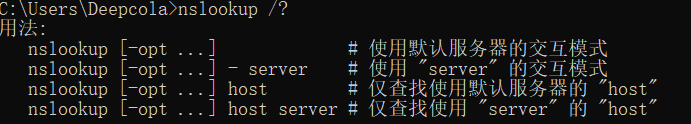 C:\Users\Deepcola>nslookup /?
用法:
nslookup [-opt ...] # 使用默认服务器的交互模式
nslookup [-opt ...] - server # 使用 "server" 的交互模式
nslookup [-opt ...] host # 仅查找使用默认服务器的 "host"
nslookup [-opt ...] host server # 仅查找使用 "server" 的 "host"